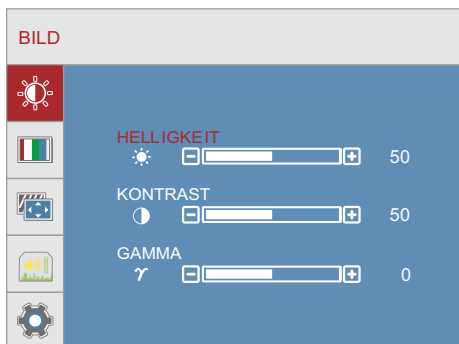 BILD
HELLIGKEIT
50
KONTRAST
50
GAMMA
γ 0